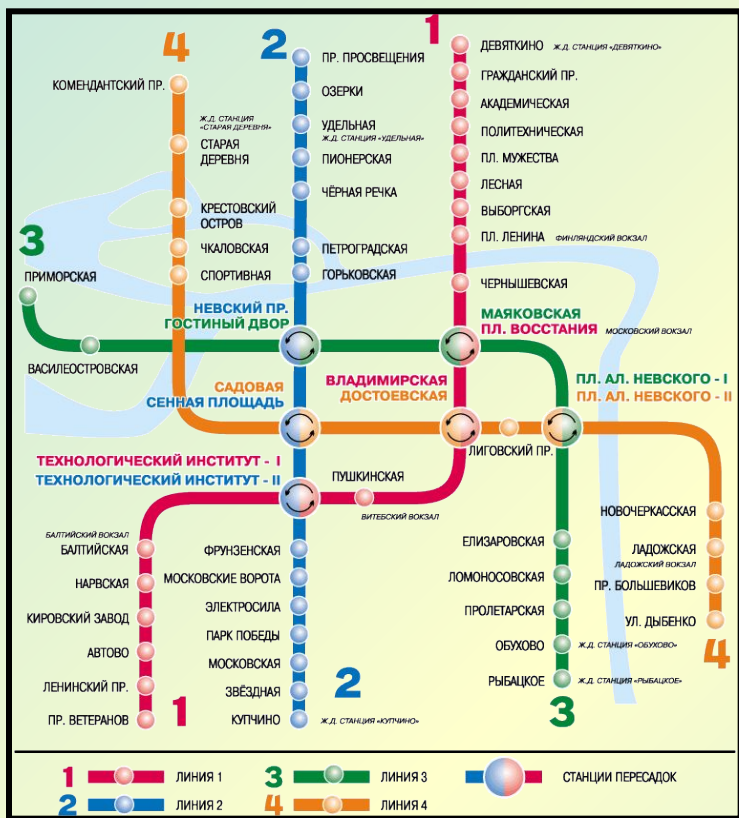 4
2
1
КОМЕНДАНТСКИЙ ПР.
Ж.Д. СТАНЦИЯ
«СТАРАЯ ДЕРЕВНЯ»
СТАРАЯ
ДЕРЕВНЯ
КРЕСТОВСКИЙ
ОСТРОВ
ЧКАЛОВСКАЯ
СПОРТИВНАЯ
ПР. ПРОСВЕЩЕНИЯ
ОЗЕРКИ
УДЕЛЬНАЯ
Ж.Д. СТАНЦИЯ «УДЕЛЬНАЯ»
ПИОНЕРСКАЯ
ЧЁРНАЯ РЕЧКА
ПЕТРОГРАДСКАЯ
ГОРЬКОВСКАЯ
ДЕВЯТКИНО Ж.Д. СТАНЦИЯ «ДЕВЯТКИНО»
ГРАЖДАНСКИЙ ПР.
АКАДЕМИЧЕСКАЯ
ПОЛИТЕХНИЧЕСКАЯ
ПЛ. МУЖЕСТВА
ЛЕСНАЯ
ВЫБОРГСКАЯ
ПЛ. ЛЕНИНА ФИНЛЯНДСКИЙ ВОКЗАЛ
ЧЕРНЫШЕВСКАЯ
3
ПРИМОРСКАЯ
ВАСИЛЕОСТРОВСКАЯ
НЕВСКИЙ ПР.
ГОСТИНЫЙ ДВОР
МАЯКОВСКАЯ
ПЛ. ВОССТАНИЯ МОСКОВСКИЙ ВОКЗАЛ
САДОВАЯ
СЕННАЯ ПЛОЩАДЬ
ВЛАДИМИРСКАЯ
ДОСТОЕВСКАЯ
ПЛ. АЛ. НЕВСКОГО - I
ПЛ. АЛ. НЕВСКОГО - II
ЛИГОВСКИЙ ПР.
ТЕХНОЛОГИЧЕСКИЙ ИНСТИТУТ - I
ТЕХНОЛОГИЧЕСКИЙ ИНСТИТУТ - II
ПУШКИНСКАЯ
ВИТЕБСКИЙ ВОКЗАЛ
БАЛТИЙСКИЙ ВОКЗАЛ
БАЛТИЙСКАЯ
НАРВСКАЯ
КИРОВСКИЙ ЗАВОД
АВТОВО
ЛЕНИНСКИЙ ПР.
ПР. ВЕТЕРАНОВ
1
ФРУНЗЕНСКАЯ
МОСКОВСКИЕ ВОРОТА
ЭЛЕКТРОСИЛА
ПАРК ПОБЕДЫ
МОСКОВСКАЯ
ЗВЁЗДНАЯ
КУПЧИНО Ж.Д. СТАНЦИЯ «КУПЧИНО»
2
ЕЛИЗАРОВСКАЯ
ЛОМОНОСОВСКАЯ
ПРОЛЕТАРСКАЯ
ОБУХОВО Ж.Д. СТАНЦИЯ «ОБУХОВО»
РЫБАЦКОЕ Ж.Д. СТАНЦИЯ «РЫБАЦКОЕ»
3
НОВОЧЕРКАССКАЯ
ЛАДОЖСКАЯ
ЛАДОЖСКИЙ ВОКЗАЛ
ПР. БОЛЬШЕВИКОВ
УЛ. ДЫБЕНКО
4
1 ЛИНИЯ 1
3 ЛИНИЯ 3
СТАНЦИИ ПЕРЕСАДОК
2 ЛИНИЯ 2
4 ЛИНИЯ 4